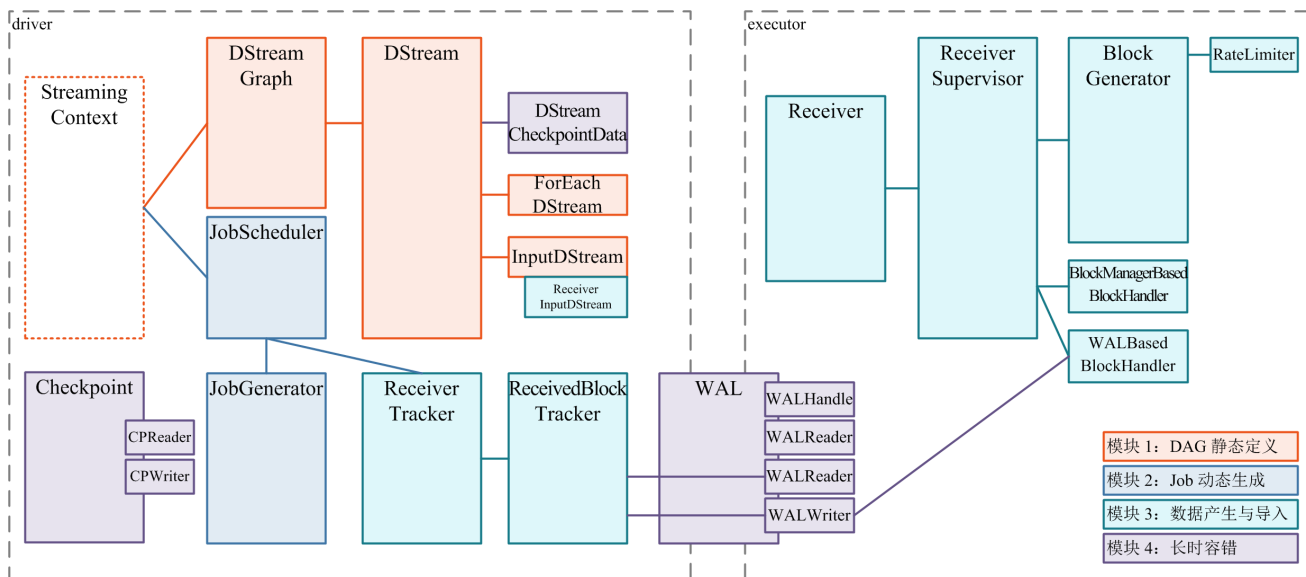 driver
Streaming
Context
DStream
Graph
DStream
DStream
CheckpointData
ForEach
DStream
InputDStream
Receiver
InputDStream
JobScheduler
Checkpoint
CPReader
CPWriter
JobGenerator
Receiver
Tracker
ReceivedBlock
Tracker
WAL
WALHandle
WALReader
WALReader
WALWriter
executor
Receiver
Receiver
Supervisor
Block
Generator
RateLimiter
BlockManagerBased
BlockHandler
WALBased
BlockHandler
模块 1：DAG 静态定义
模块 2：Job 动态生成
模块 3：数据产生与导入
模块 4：长时容错